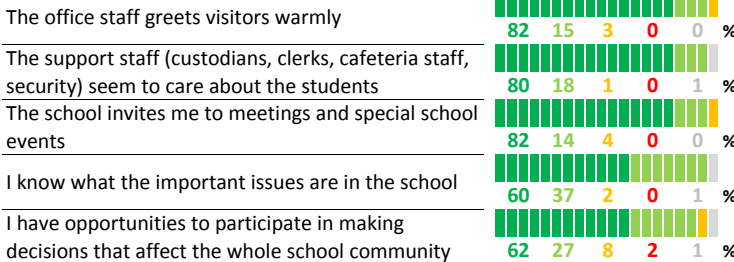 The office staff greets visitors warmly
82 15 3 0 0 %
The support staff (custodians, clerks, cafeteria staff,
security) seem to care about the students
80 18 1 0 1 %
The school invites me to meetings and special school
events
82 14 4 0 0 %
I know what the important issues are in the school
60 37 2 0 1 %
I have opportunities to participate in making
decisions that affect the whole school community
62 27 8 2 1 %